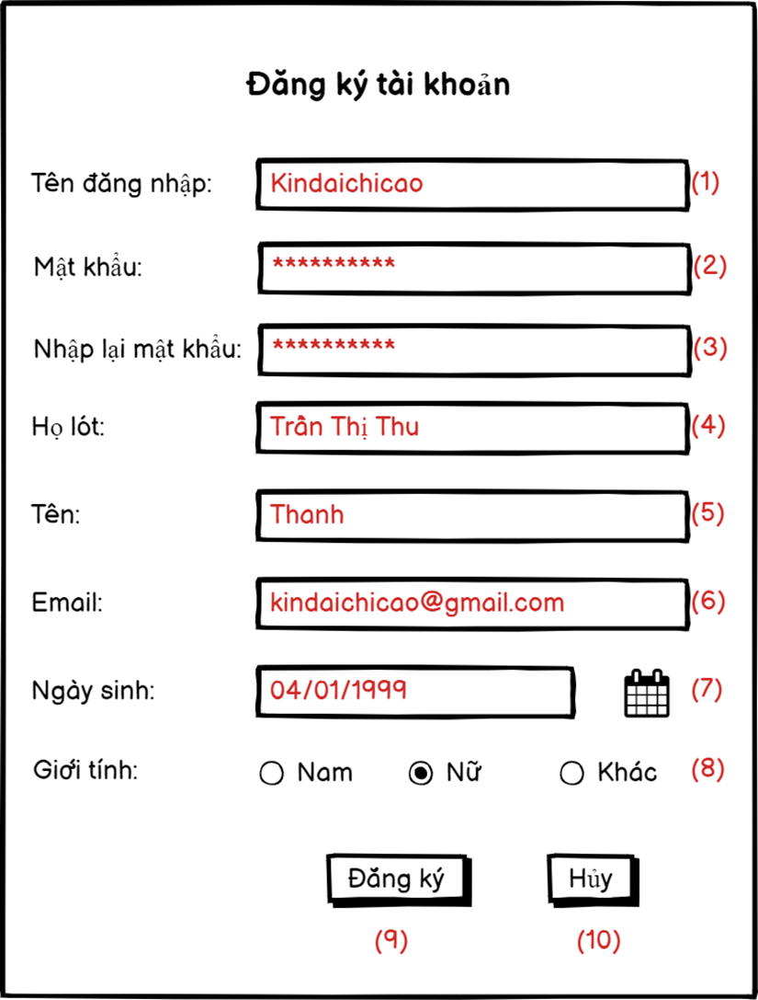 Đăng ký tài khoản
Tên đăng nhập: Kindaichicao (1)
Mật khẩu: ********** (2)
Nhập lại mật khẩu: ********** (3)
Họ lót: Trần Thị Thu (4)
Tên: Thanh (5)
Email: kindaichicao@gmail.com (6)
Ngày sinh: 04/01/1999 (7)
Giới tính: Nam Nữ Khác (8)
Đăng ký Hủy
(9) (10)